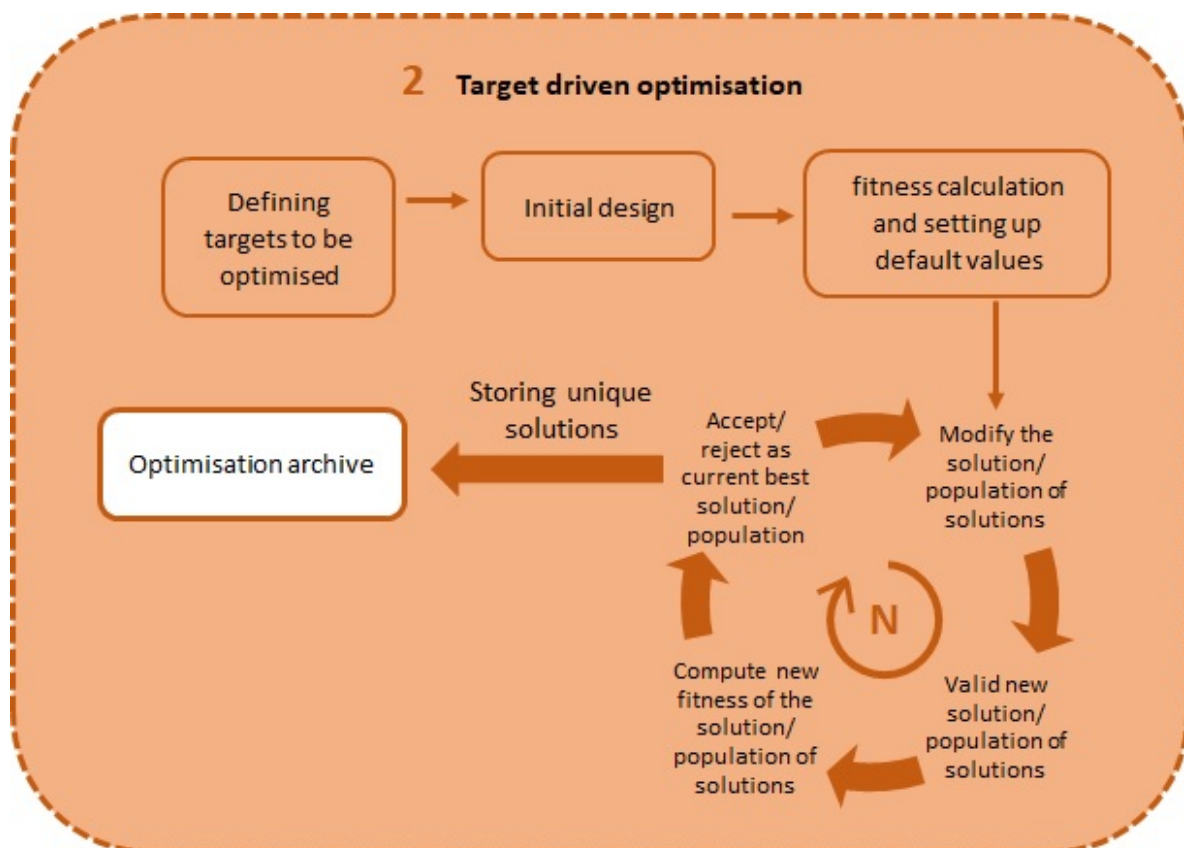 2 Target driven optimisation
Defining
targets to be
optimised
Initial design
fitness calculation
and setting up
default values
Storing unique
solutions
Optimisation archive
Accept/
reject as
current best
solution/
population
Modify the
solution/
population of
solutions
N
Compute new
fitness of the
solution/
population of
solutions
Valid new
solution/
population of
solutions